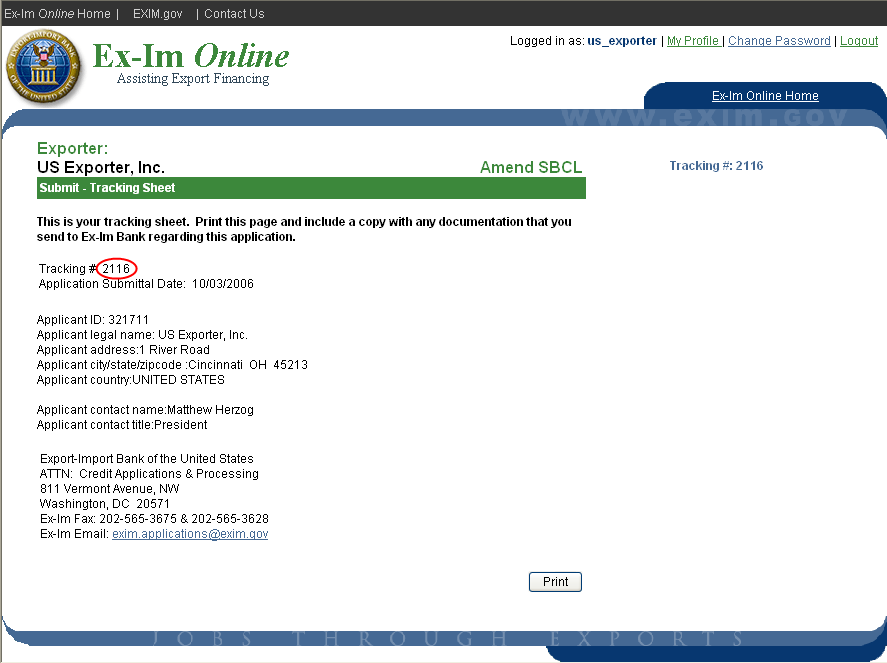 Ex-Im Online Home | EXIM.gov | Contact Us
EXPORT-IMPORT BANK
OF THE UNITED STATES
Ex-Im Online
Assisting Export Financing
Logged in as: us_exporter | My Profile | Change Password | Logout
Ex-Im Online Home
www.exim.gov
Exporter:
US Exporter, Inc.
Amend SBCL
Tracking #: 2116
Submit - Tracking Sheet
This is your tracking sheet. Print this page and include a copy with any documentation that you
send to Ex-Im Bank regarding this application.
Tracking # 2116
Application Submittal Date: 10/03/2006
Applicant ID: 321711
Applicant legal name: US Exporter, Inc.
Applicant address:1 River Road
Applicant city/state/zipcode :Cincinnati OH 45213
Applicant country:UNITED STATES
Applicant contact name:Matthew Herzog
Applicant contact title:President
Export-Import Bank of the United States
ATTN: Credit Applications & Processing
811 Vermont Avenue, NW
Washington, DC 20571
Ex-Im Fax: 202-565-3675 & 202-565-3628
Ex-Im Email: exim.applications@exim.gov
Print
JOBS THROUGH EXPORTS